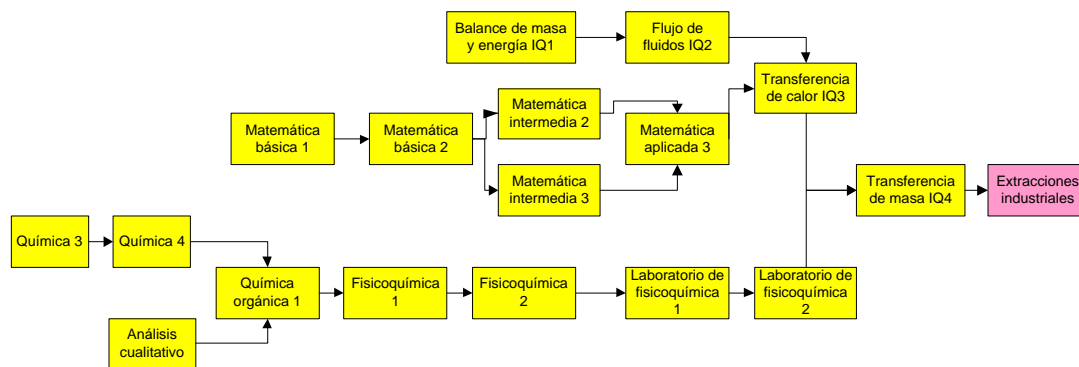 Balance de masa
y energía IQ1
Flujo de
fluidos IQ2
Transferencia
de calor IQ3
Matemática
intermedia 2
Matemática
básica 1
Matemática
básica 2
Matemática
aplicada 3
Matemática
intermedia 3
Transferencia
de masa IQ4
Extracciones
industriales
Química 3
Química 4
Química
orgánica 1
Fisicoquímica
1
Fisicoquímica
2
Laboratorio de
fisicoquímica
1
Laboratorio de
fisicoquímica
2
Análisis
cualitativo